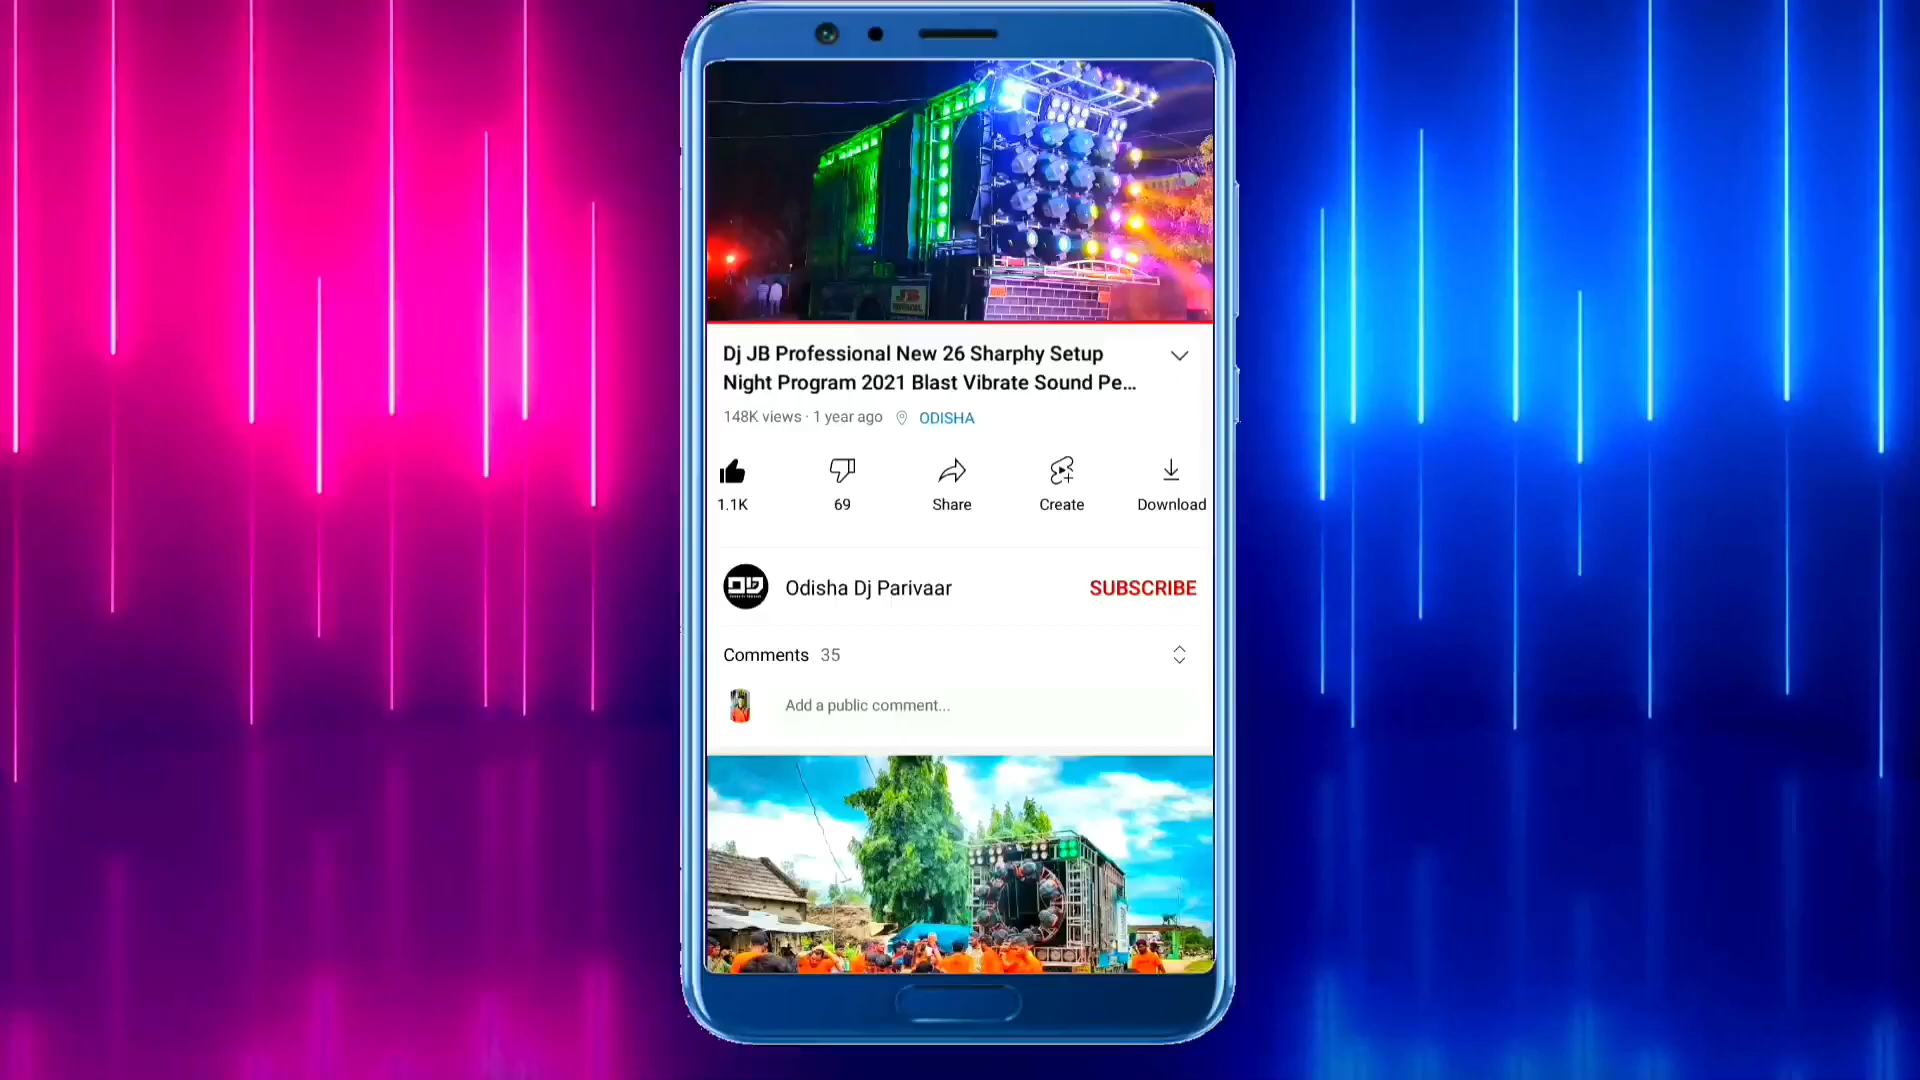 JB
Dj JB Professional New 26 Sharphy Setup
Night Program 2021 Blast Vibrate Sound Pe...
148K views · 1 year ago ODISHA
1.1K 69 Share Create Download
Odisha Dj Parivaar SUBSCRIBE
Comments 35
Add a public comment...